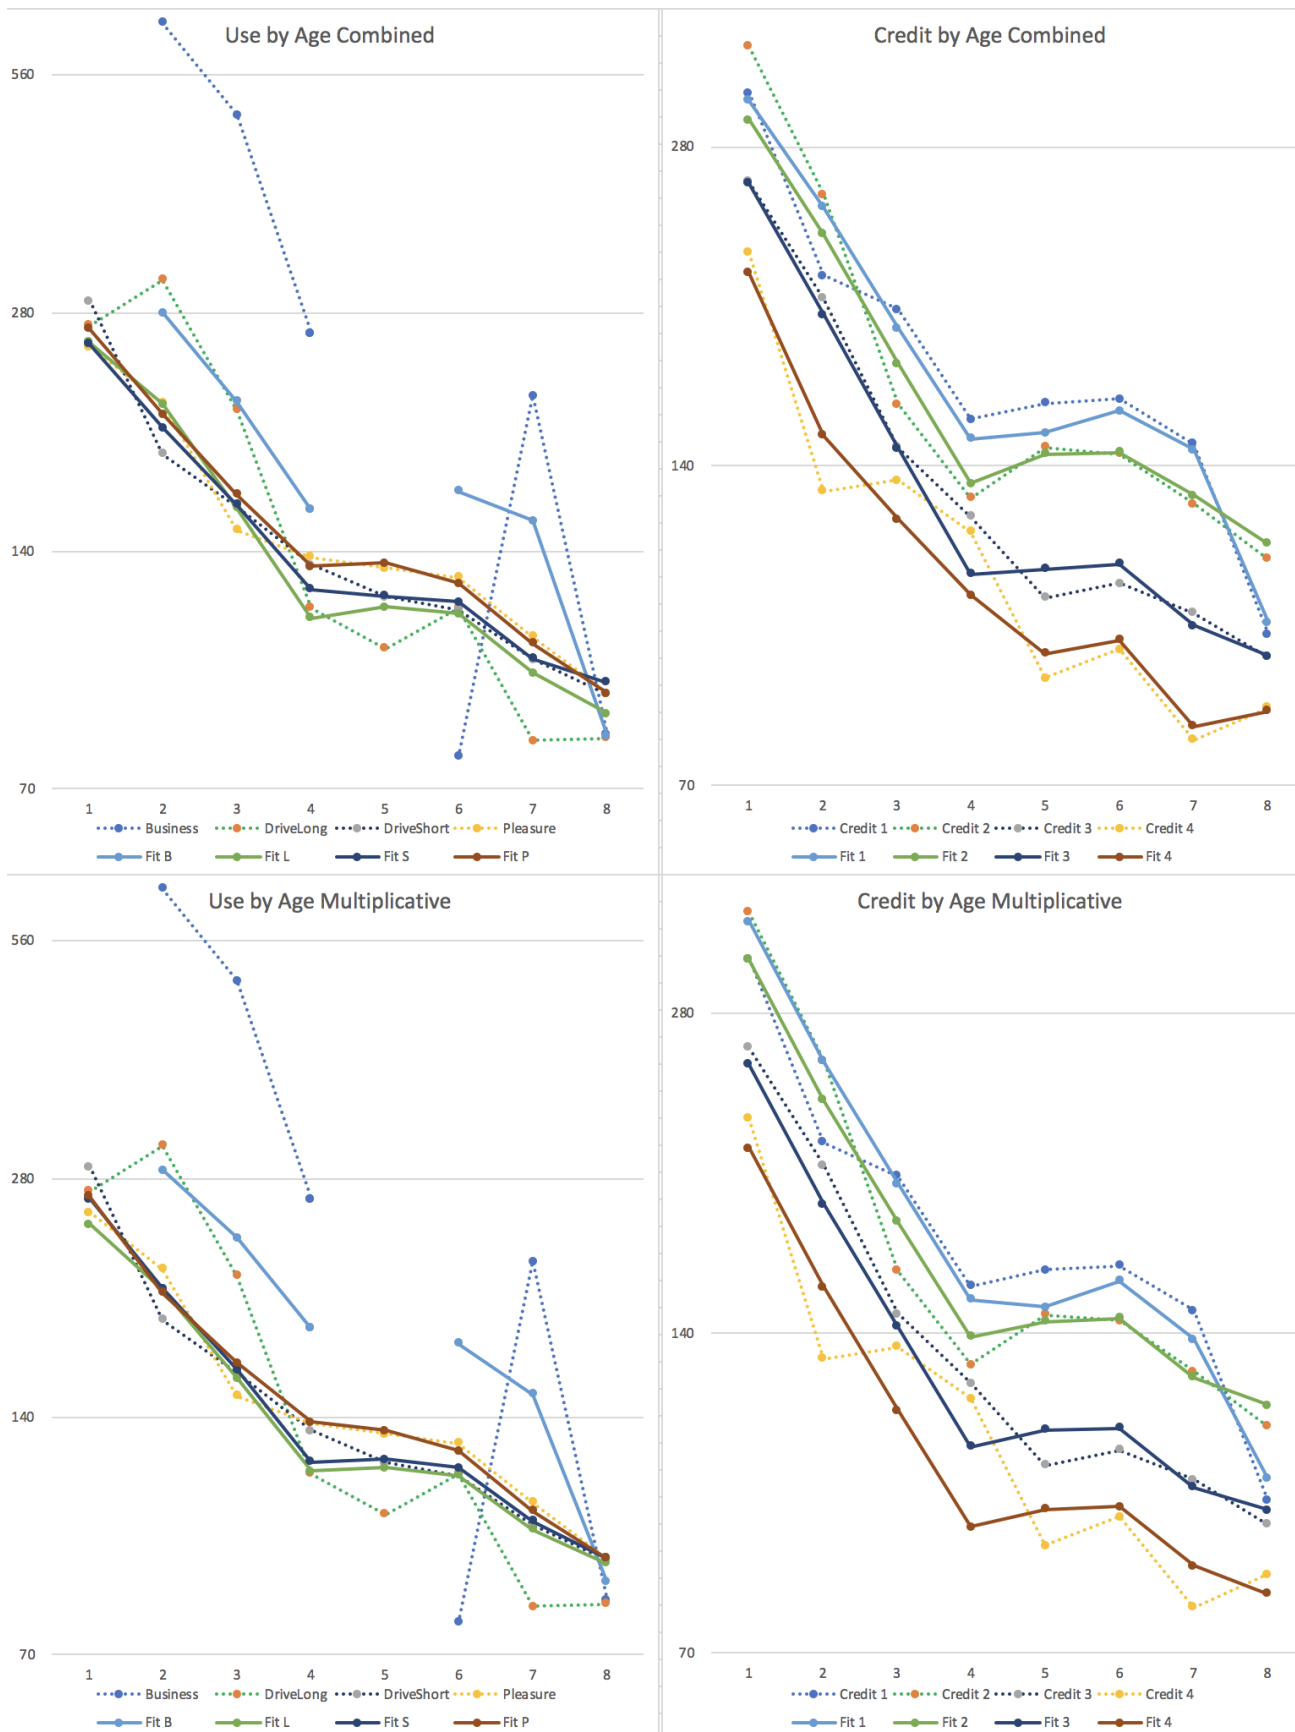 Use by Age Combined
560
280
140
70
1 2 3 4 5 6 7 8
Business DriveLong DriveShort Pleasure
Fit B Fit L Fit S Fit P
Credit by Age Combined
280
140
70
1 2 3 4 5 6 7 8
Credit 1 Credit 2 Credit 3 Credit 4
Fit 1 Fit 2 Fit 3 Fit 4
Use by Age Multiplicative
560
280
140
70
1 2 3 4 5 6 7 8
Business DriveLong DriveShort Pleasure
Fit B Fit L Fit S Fit P
Credit by Age Multiplicative
280
140
70
1 2 3 4 5 6 7 8
Credit 1 Credit 2 Credit 3 Credit 4
Fit 1 Fit 2 Fit 3 Fit 4